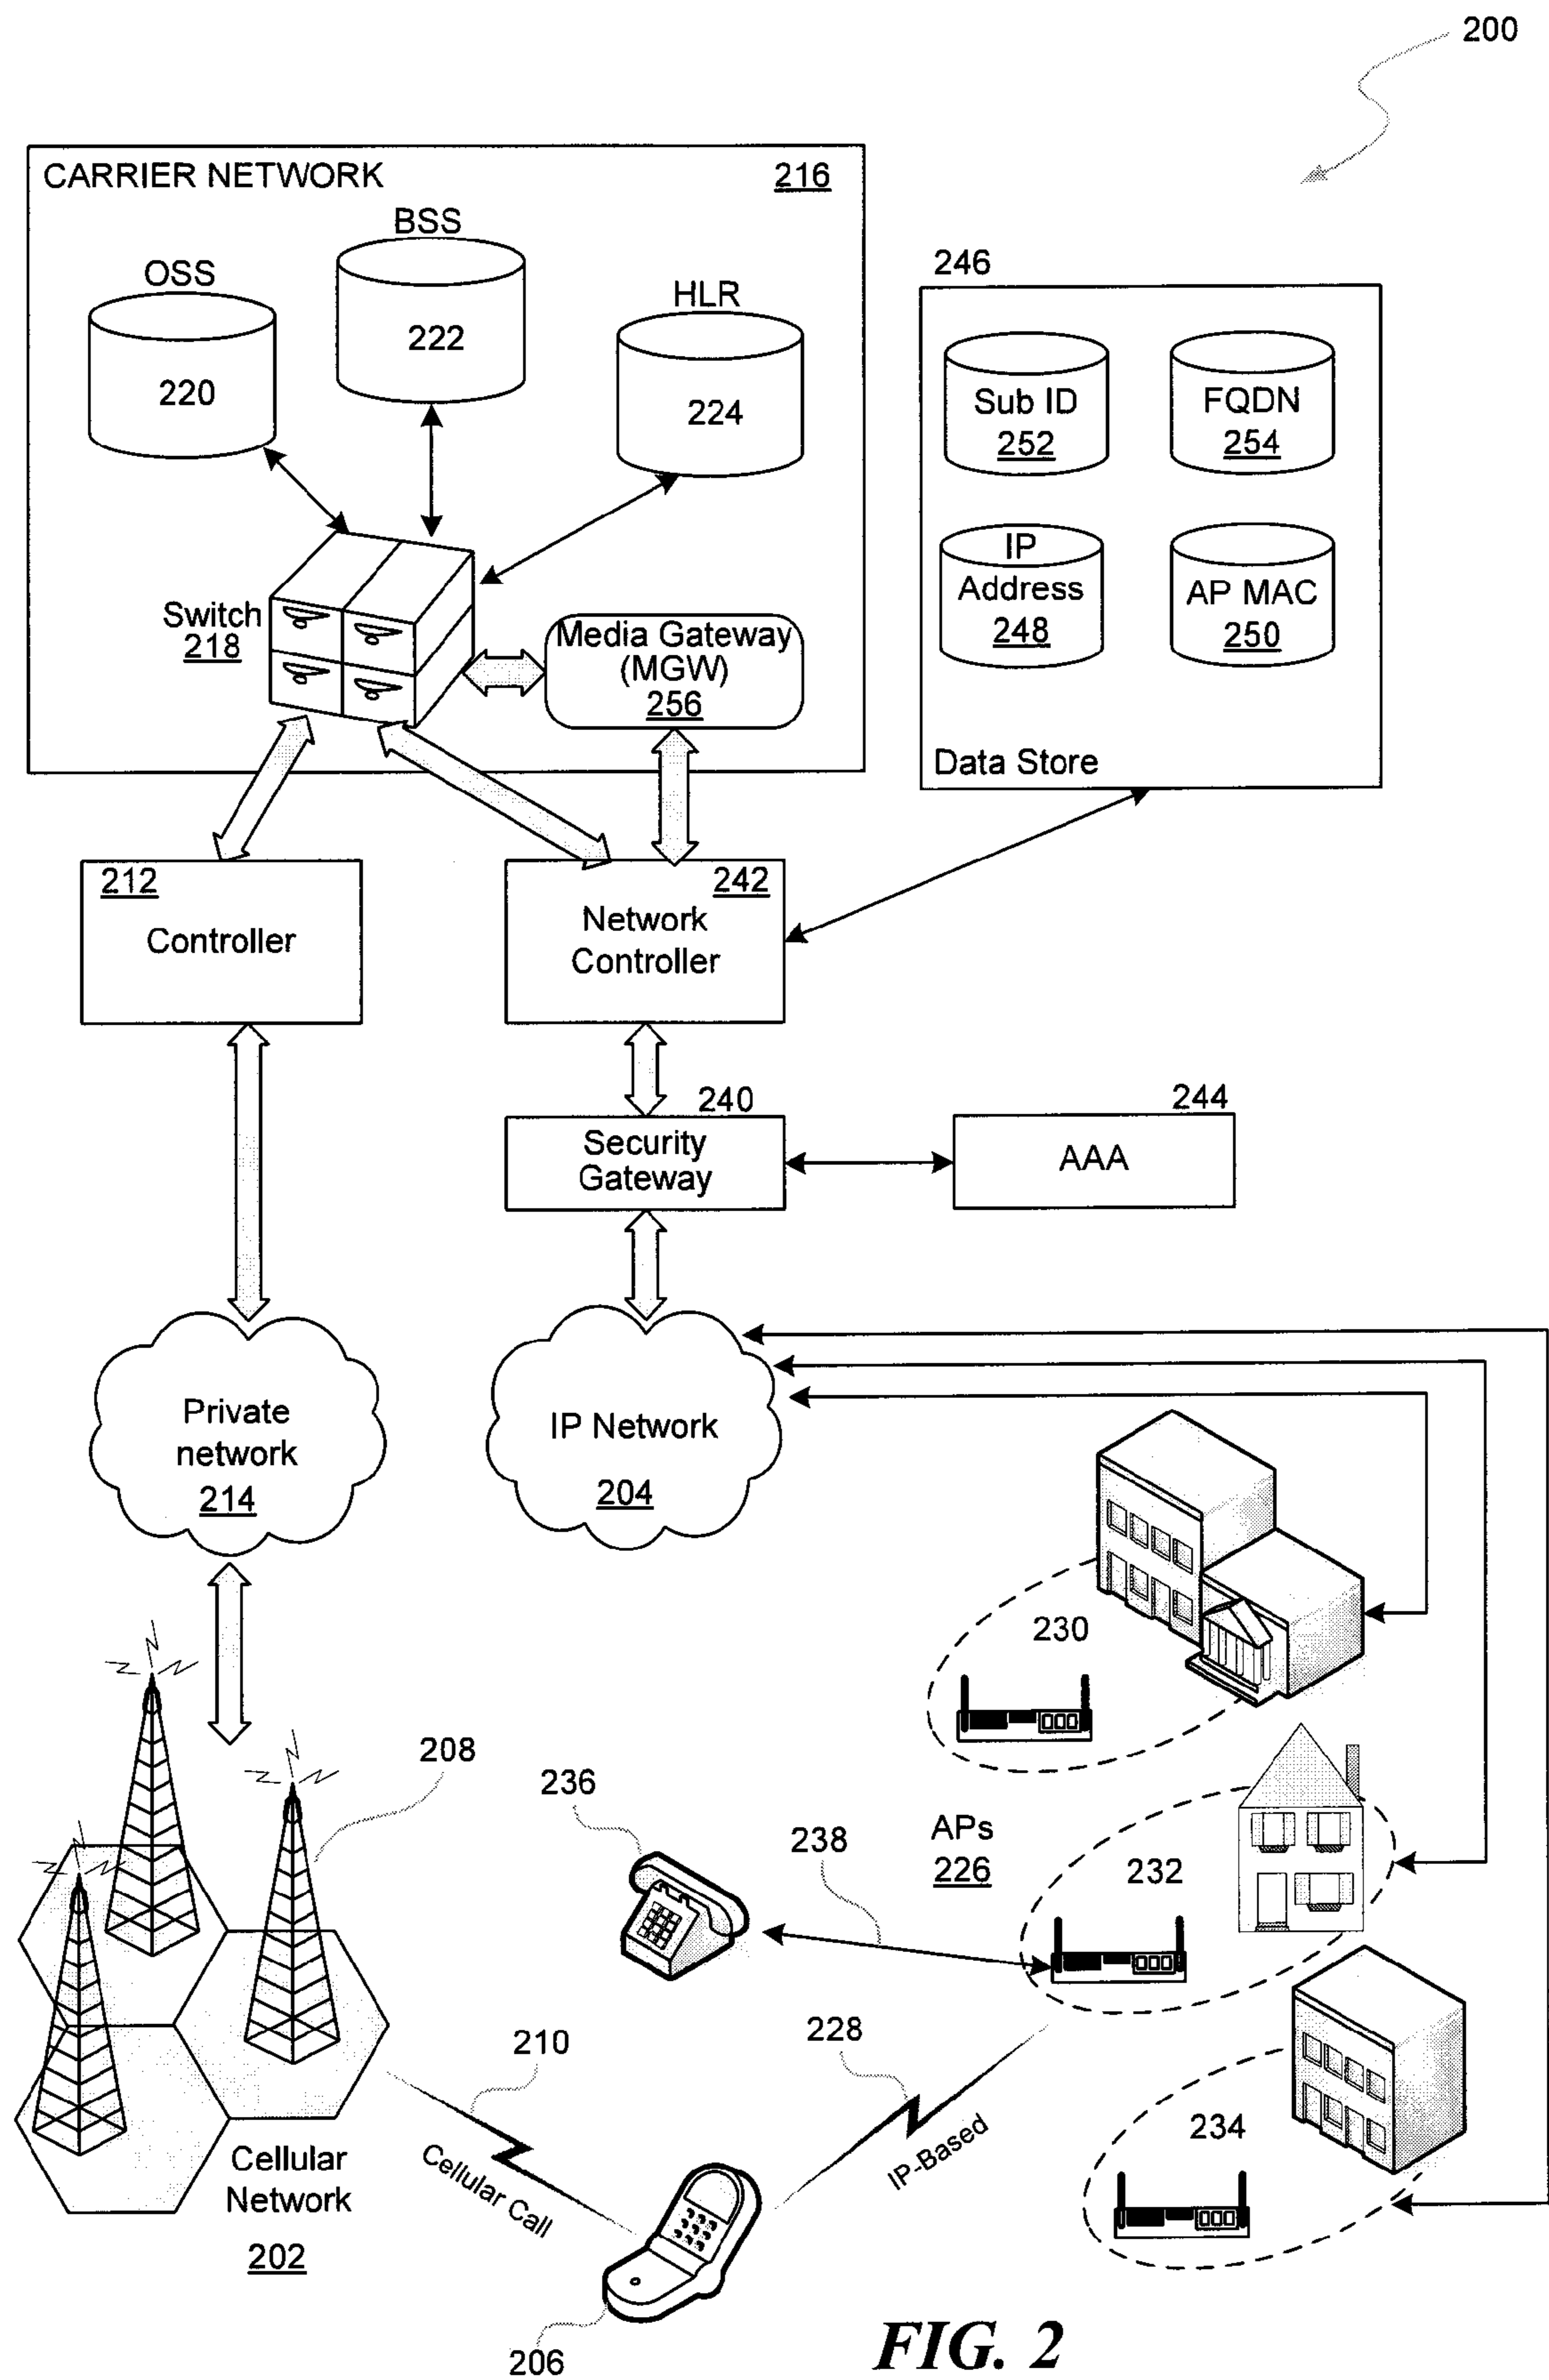 200
CARRIER NETWORK
216
BSS
222
OSS
220
HLR
224
Switch
218
Media Gateway
(MGW)
256
246
Sub ID
252
FQDN
254
IP
Address
248
AP MAC
250
Data Store
212
Controller
242
Network
Controller
240
Security
Gateway
244
AAA
Private
network
214
IP Network
204
230
208
236
238
APs
226
232
210
228
234
Cellular Call
IP-Based
Cellular
Network
202
206
FIG. 2